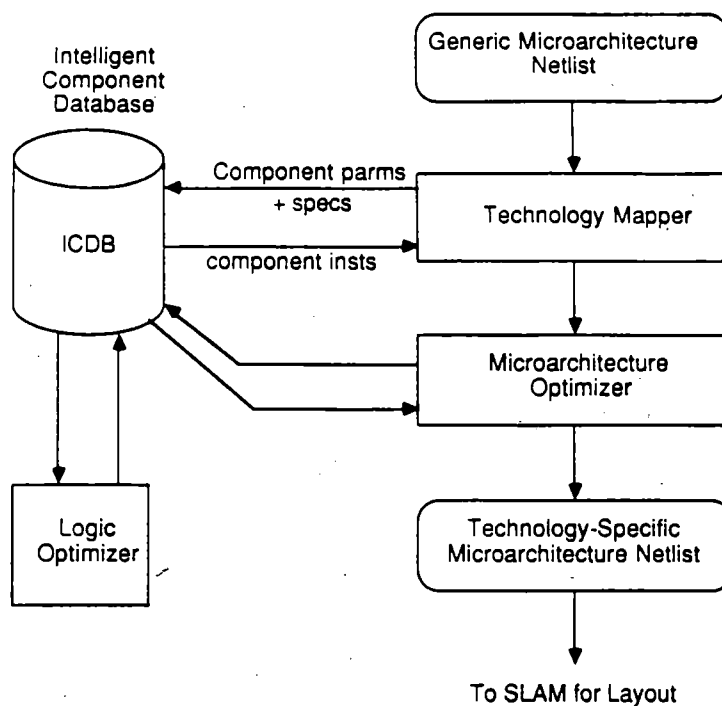 Intelligent
Component
Database
Generic Microarchitecture
Netlist
Component parms
+ specs
Technology Mapper
ICDB
component insts
Microarchitecture
Optimizer
Logic
Optimizer
Technology-Specific
Microarchitecture Netlist
To SLAM for Layout